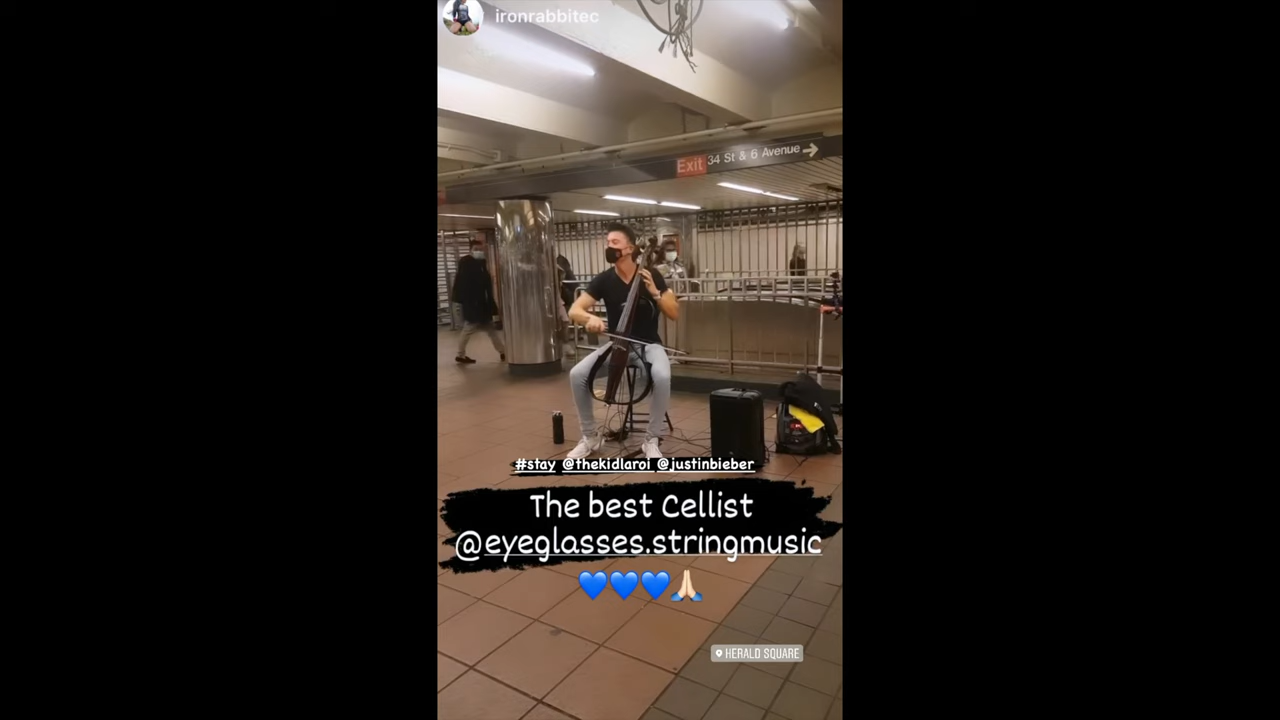 ironrabbitec
Exit 34 St & 6 Avenue →
#stay @thekidlaroi @justinbieber
The best Cellist
@eyeglasses.stringmusic
💙💙💙🙏🏻
HERALD SQUARE